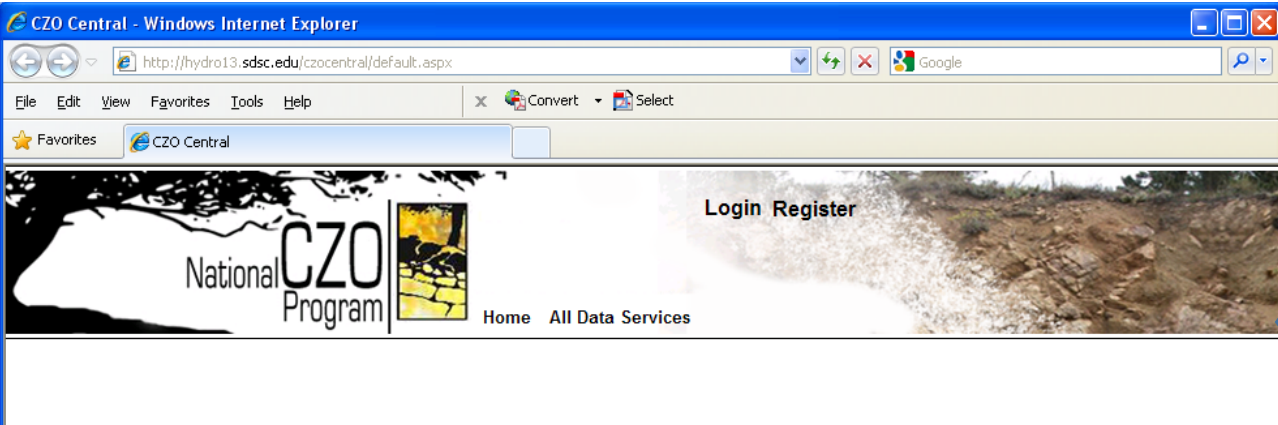 CZO Central - Windows Internet Explorer
http://hydro13.sdsc.edu/czocentral/default.aspx
Google
File Edit View Favorites Tools Help
x Convert Select
Favorites
CZO Central
Login Register
National CZO
Program
Home All Data Services